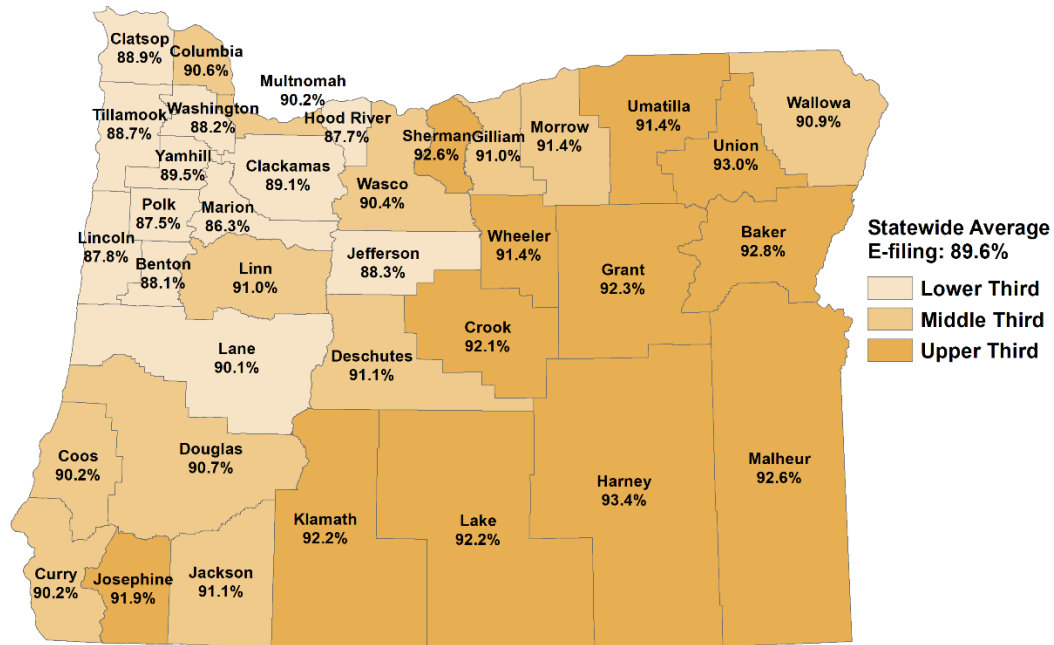 Clatsop
88.9%
Columbia
90.6%
Multnomah
90.2%
Tillamook
88.7%
Washington
88.2%
Hood River
87.7%
Sherman
92.6%
Gilliam
91.0%
Morrow
91.4%
Umatilla
91.4%
Union
93.0%
Wallowa
90.9%
Yamhill
89.5%
Clackamas
89.1%
Wasco
90.4%
Polk
87.5%
Marion
86.3%
Lincoln
87.8%
Benton
88.1%
Linn
91.0%
Jefferson
88.3%
Wheeler
91.4%
Grant
92.3%
Baker
92.8%
Statewide Average
E-filing: 89.6%
Lower Third
Middle Third
Upper Third
Lane
90.1%
Deschutes
91.1%
Crook
92.1%
Coos
90.2%
Douglas
90.7%
Harney
93.4%
Malheur
92.6%
Klamath
92.2%
Lake
92.2%
Curry
90.2%
Josephine
91.9%
Jackson
91.1%